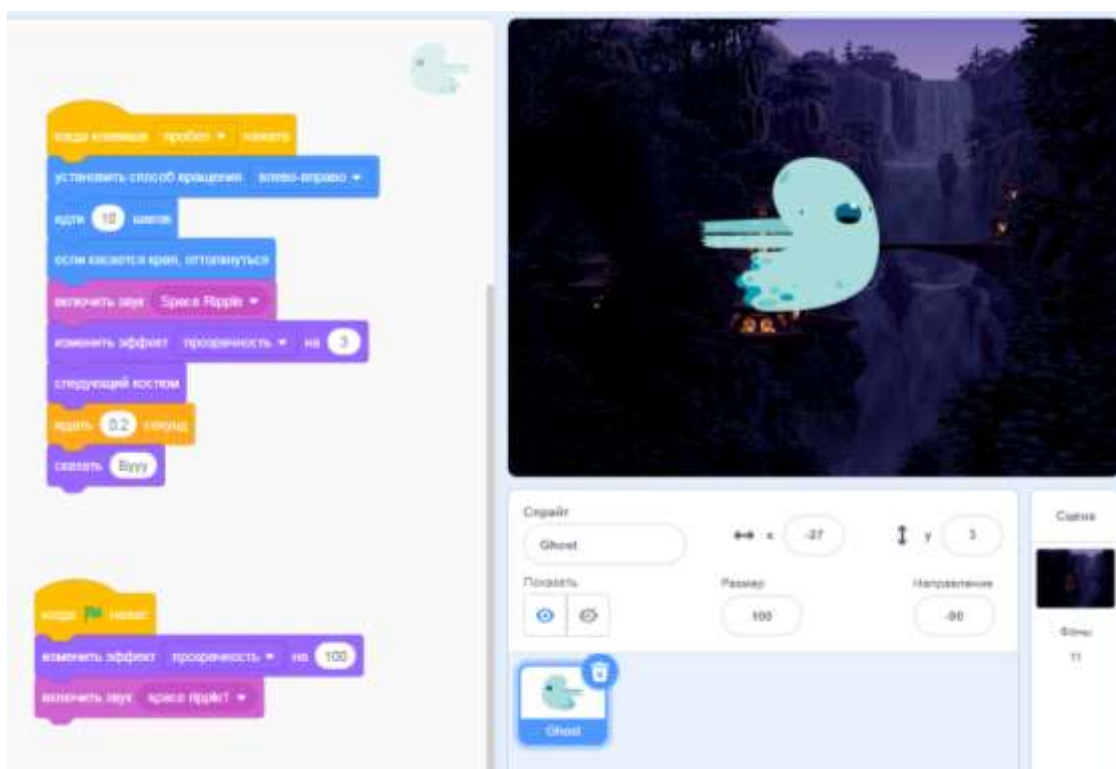 когда клавиша пробел нажата
установить способ вращения влево-вправо
идти 10 шагов
если касается края, оттолкнуться
включить звук Space Ripple
изменить эффект прозрачность на 3
следующий костюм
ждать 0.2 секунд
сказать Бууу
когда нажат
изменить эффект прозрачность на 100
включить звук space ripple1
Спрайт
Ghost
x -27
y 3
Показать
Размер
100
Направление
-90
Ghost
Сцена
Фоны
11